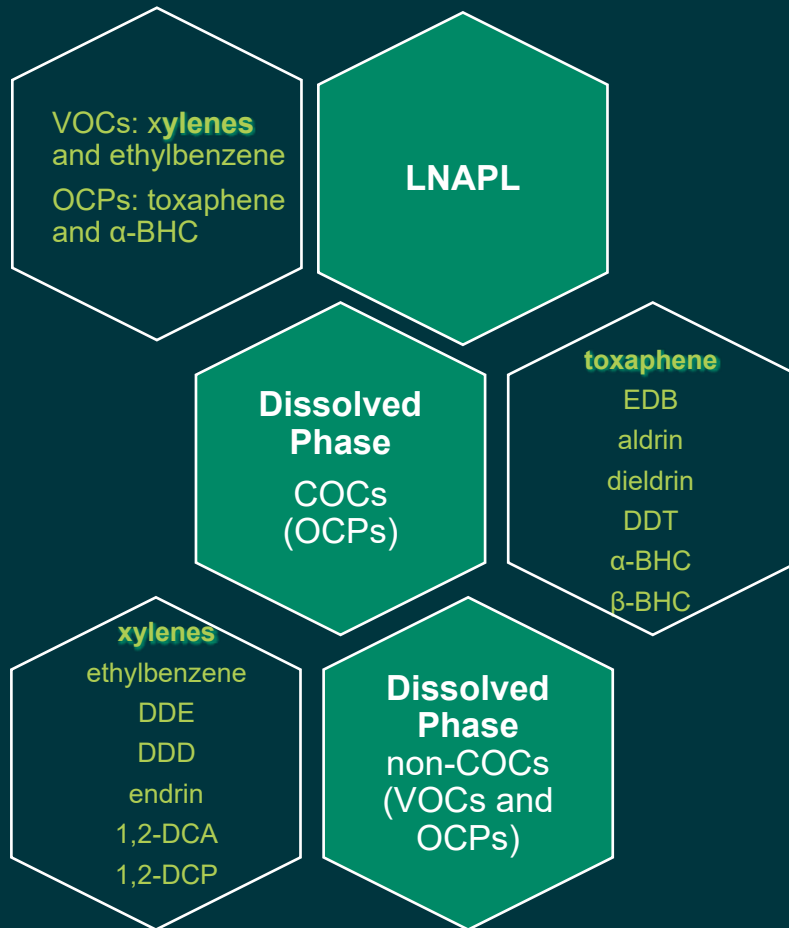 VOCs: xylenes
and ethylbenzene
OCPs: toxaphene
and α-BHC
LNAPL
Dissolved
Phase
COCs
(OCPs)
toxaphene
EDB
aldrin
dieldrin
DDT
α-BHC
β-BHC
xylenes
ethylbenzene
DDE
DDD
endrin
1,2-DCA
1,2-DCP
Dissolved
Phase
non-COCs
(VOCs and
OCPs)